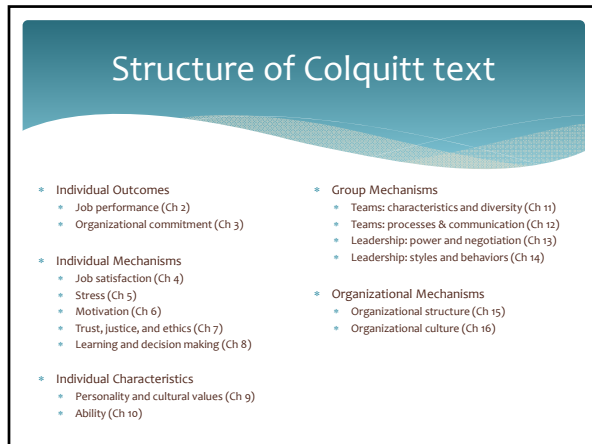 Structure of Colquitt text
* Individual Outcomes
* Job performance (Ch 2)
* Organizational commitment (Ch 3)
* Individual Mechanisms
* Job satisfaction (Ch 4)
* Stress (Ch 5)
* Motivation (Ch 6)
* Trust, justice, and ethics (Ch 7)
* Learning and decision making (Ch 8)
* Individual Characteristics
* Personality and cultural values (Ch 9)
* Ability (Ch 10)
* Group Mechanisms
* Teams: characteristics and diversity (Ch 11)
* Teams: processes & communication (Ch 12)
* Leadership: power and negotiation (Ch 13)
* Leadership: styles and behaviors (Ch 14)
* Organizational Mechanisms
* Organizational structure (Ch 15)
* Organizational culture (Ch 16)